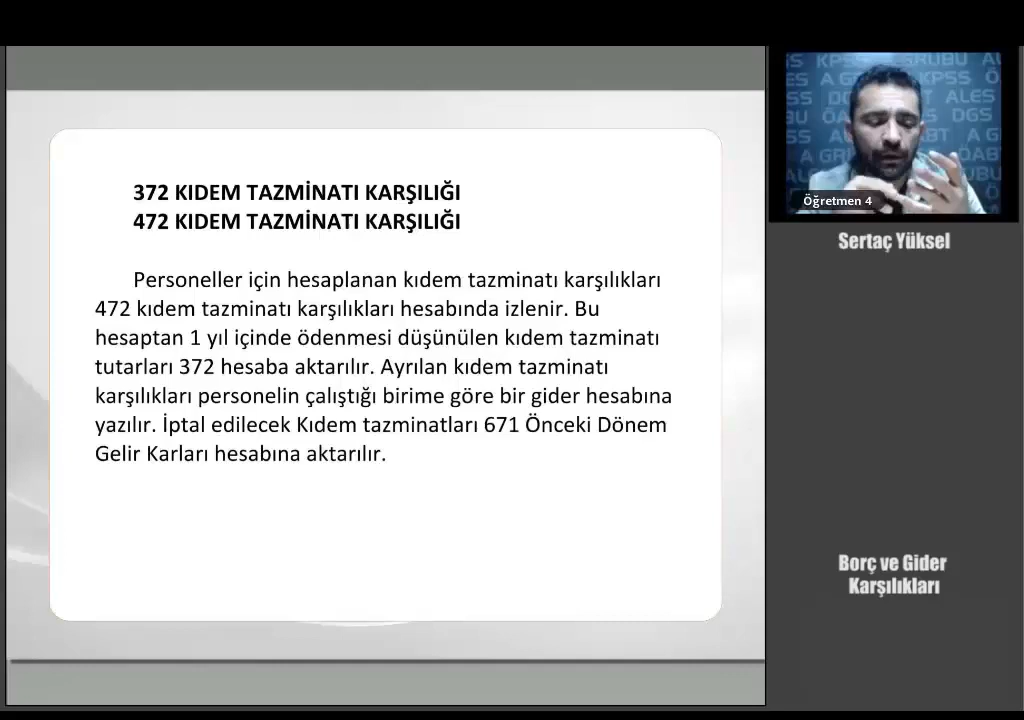 372 KIDEM TAZMİNATI KARŞILIĞI
472 KIDEM TAZMİNATI KARŞILIĞI
Personeller için hesaplanan kıdem tazminatı karşılıkları
472 kıdem tazminatı karşılıkları hesabında izlenir. Bu
hesaptan 1 yıl içinde ödenmesi düşünülen kıdem tazminatı
tutarları 372 hesaba aktarılır. Ayrılan kıdem tazminatı
karşılıkları personelin çalıştığı birime göre bir gider hesabına
yazılır. İptal edilecek Kıdem tazminatları 671 Önceki Dönem
Gelir Karları hesabına aktarılır.
Öğretmen 4
Sertaç Yüksel
Borç ve Gider
Karşılıkları